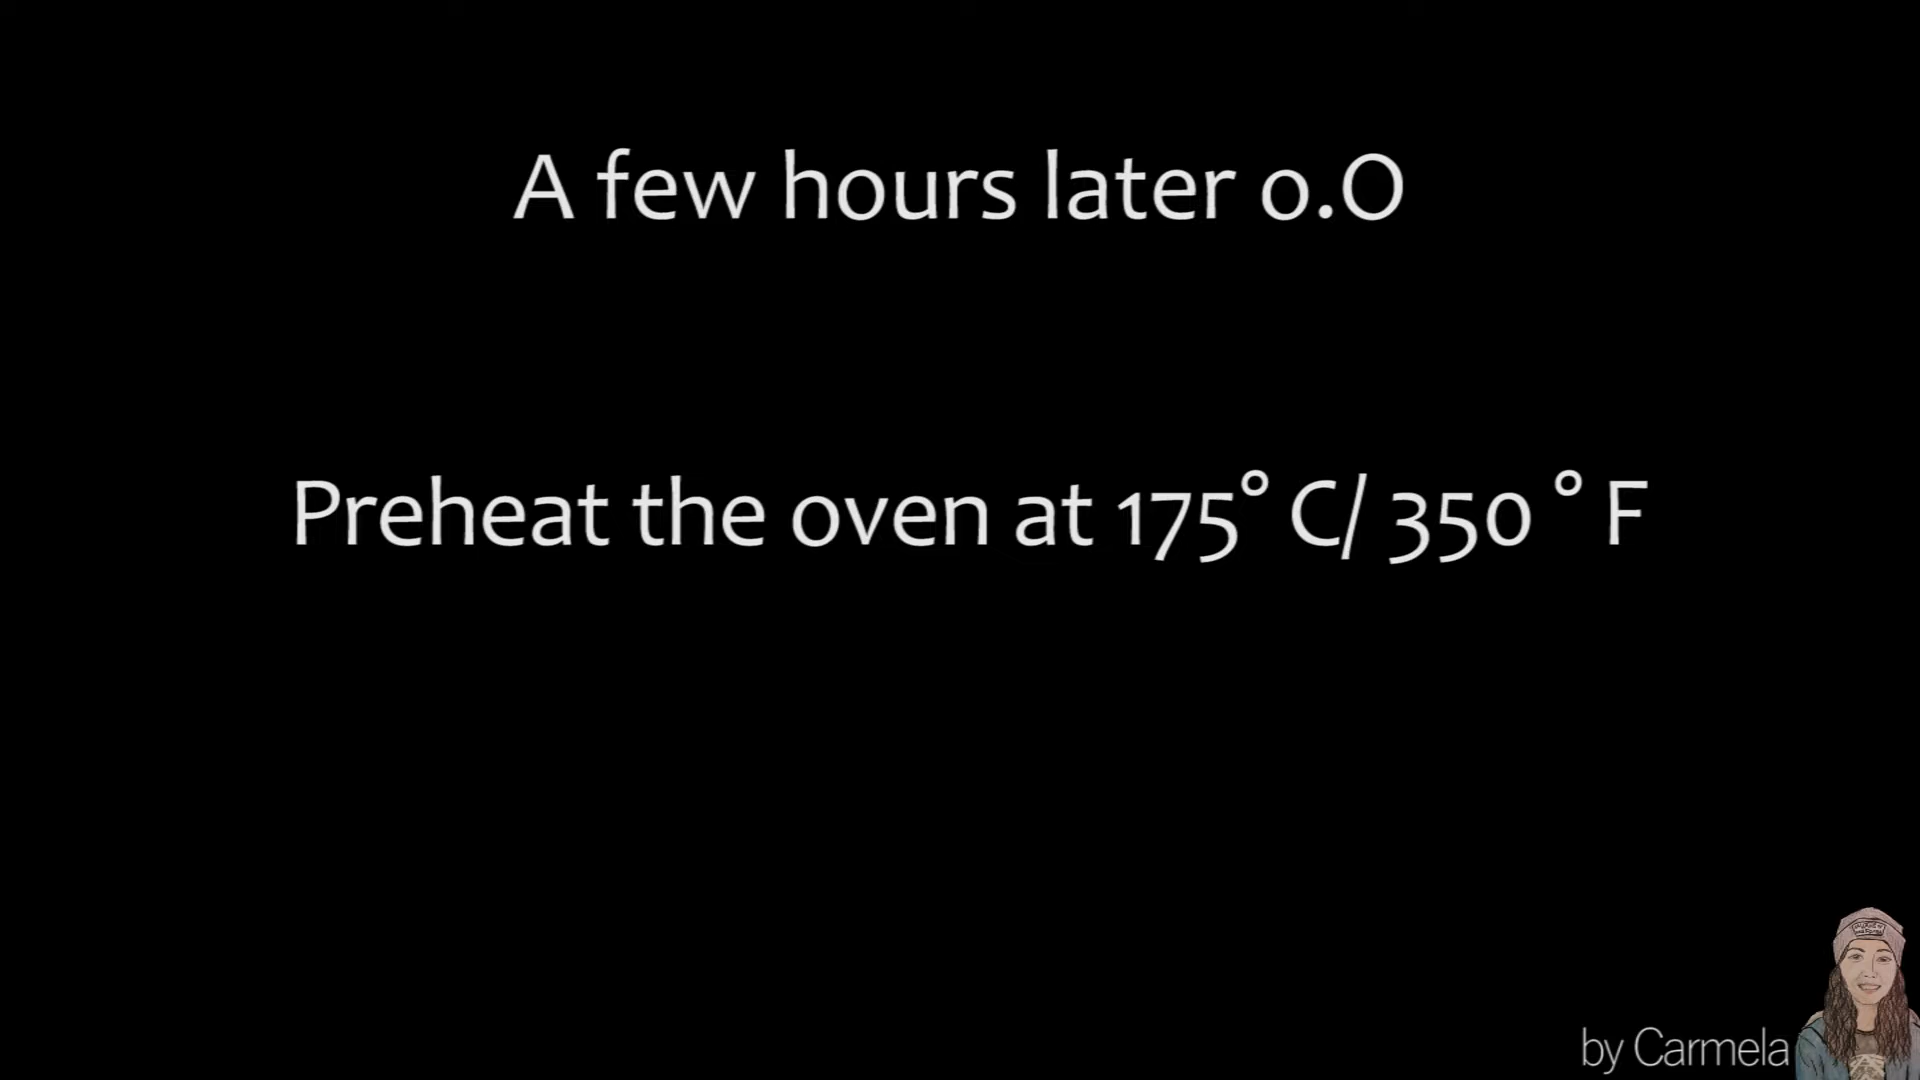 A few hours later o.O
Preheat the oven at 175° C/ 350 ° F
by Carmela